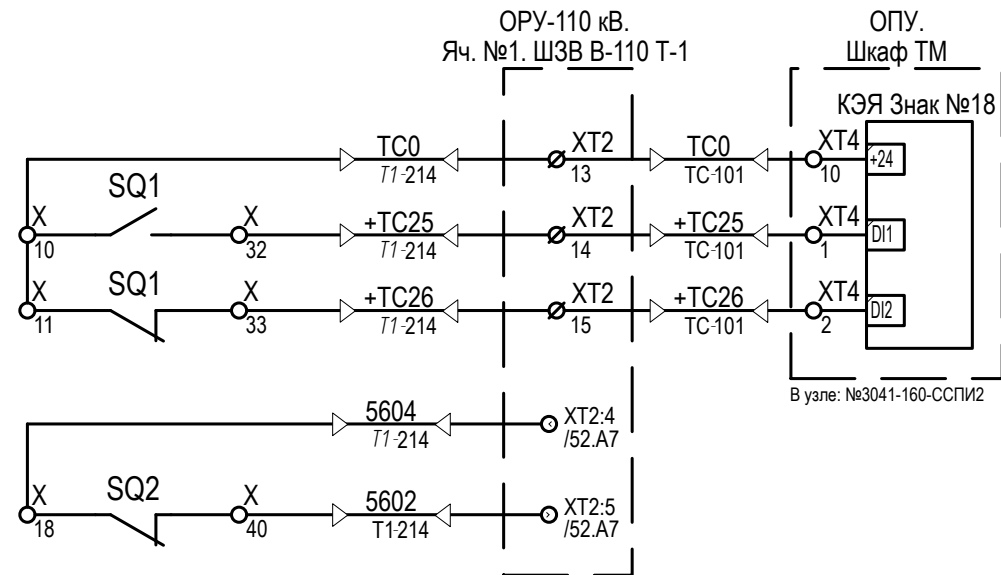 ОРУ-110 кВ.
Яч. №1. ШЗВ В-110 Т-1
ОПУ.
Шкаф ТМ
КЭЯ Знак №18
ТС0
Т1-214
XT2
13
ТС0
ТС-101
XT4
10
+24
X
10
SQ1
X
32
+ТС25
Т1-214
XT2
14
+ТС25
ТС-101
XT4
1
DI1
X
11
SQ1
X
33
+ТС26
Т1-214
XT2
15
+ТС26
ТС-101
XT4
2
DI2
В узле: №3041-160-ССПИ2
5604
Т1-214
XT2:4
/52.A7
X
18
SQ2
X
40
5602
Т1-214
XT2:5
/52.A7